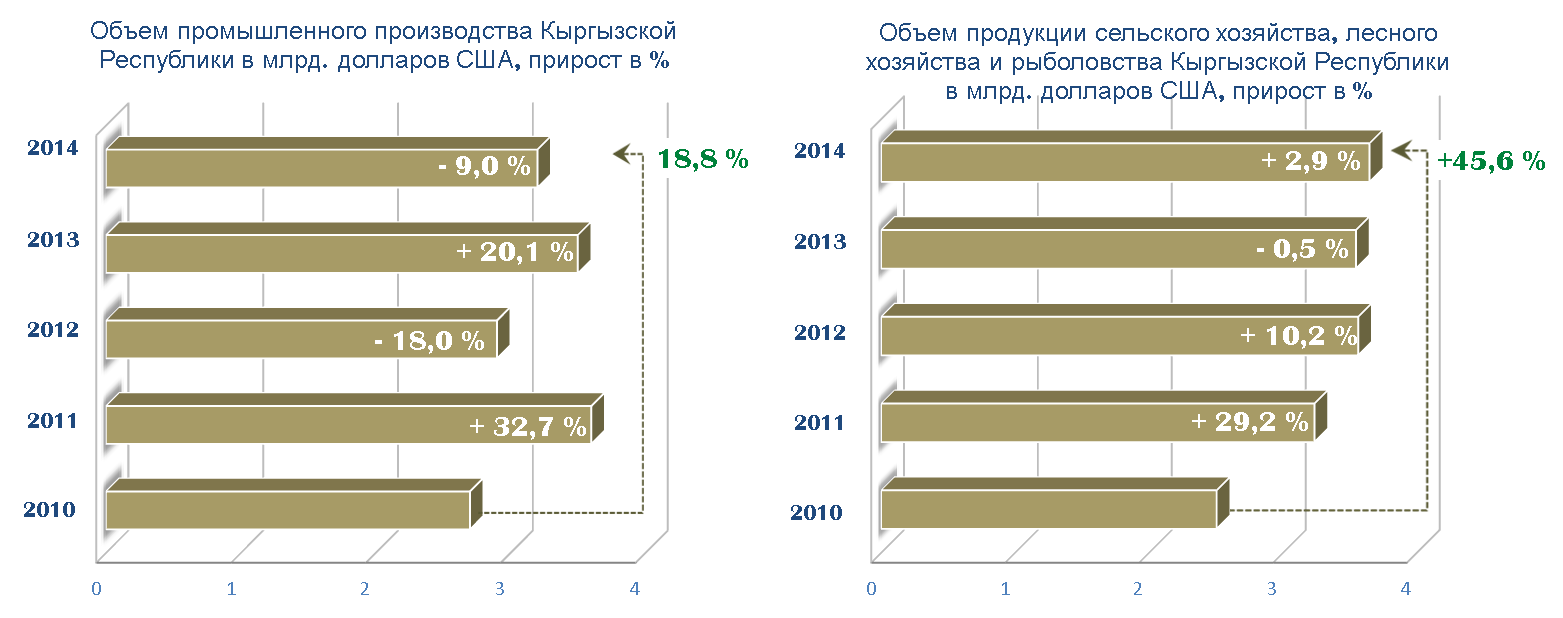 Объем промышленного производства Кыргызской
Республики в млрд. долларов США, прирост в %
2014
- 9,0 %
18,8 %
2013
+ 20,1 %
2012
- 18,0 %
2011
+ 32,7 %
2010
0 1 2 3 4
Объем продукции сельского хозяйства, лесного
хозяйства и рыболовства Кыргызской Республики
в млрд. долларов США, прирост в %
2014
+ 2,9 %
+45,6 %
2013
- 0,5 %
2012
+ 10,2 %
2011
+ 29,2 %
2010
0 1 2 3 4